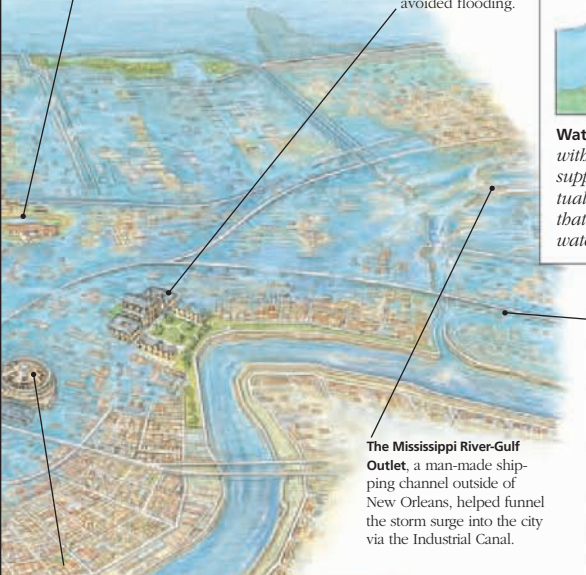 avoided flooding.
Wat
with
supp
tual
that
wate
The Mississippi River-Gulf
Outlet, a man-made ship-
ping channel outside of
New Orleans, helped funnel
the storm surge into the city
via the Industrial Canal.